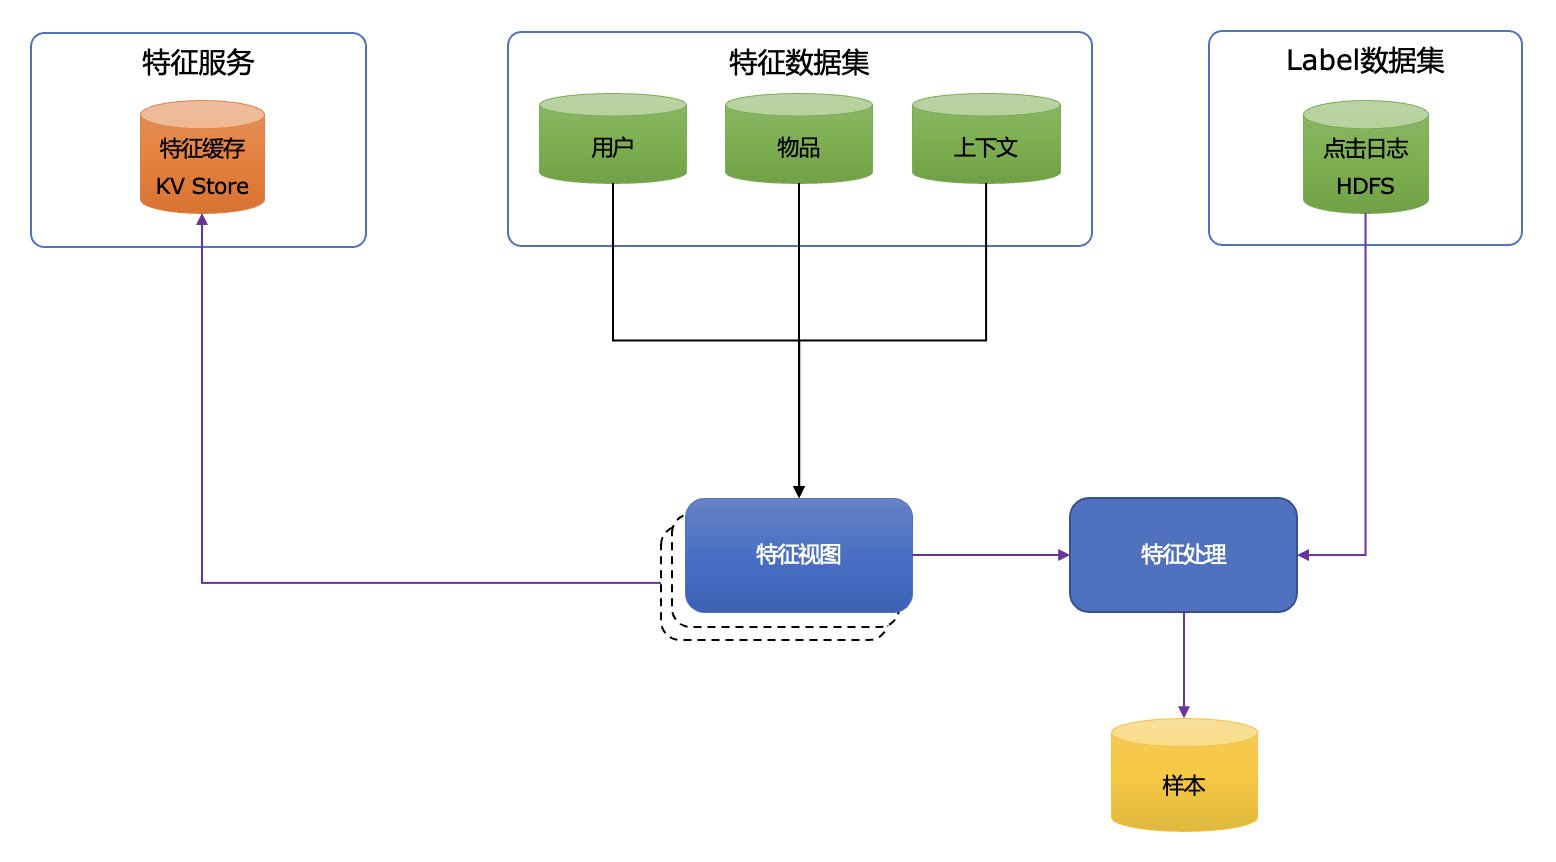 特征服务
特征缓存
KV Store
特征数据集
用户
物品
上下文
Label数据集
点击日志
HDFS
特征视图
特征处理
样本